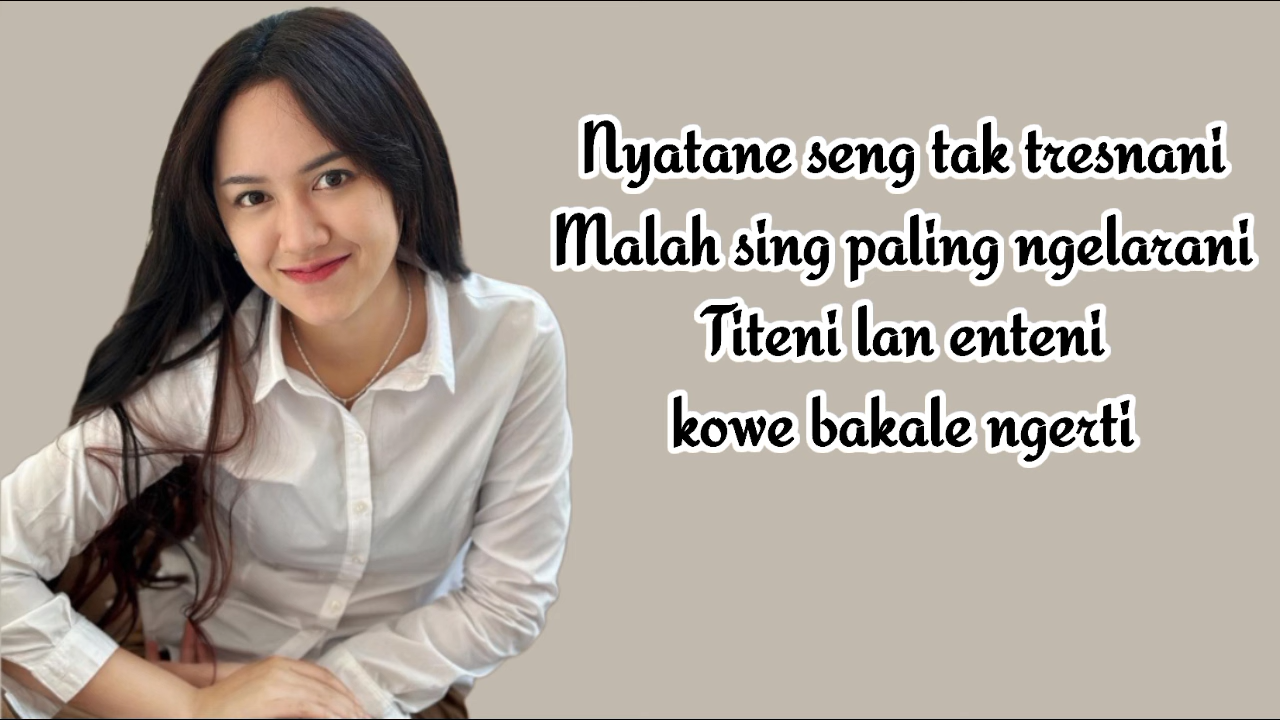 Nyatane seng tak tresnani
Malah sing paling ngelarani
Titeni lan enteni
kowe bakale ngerti